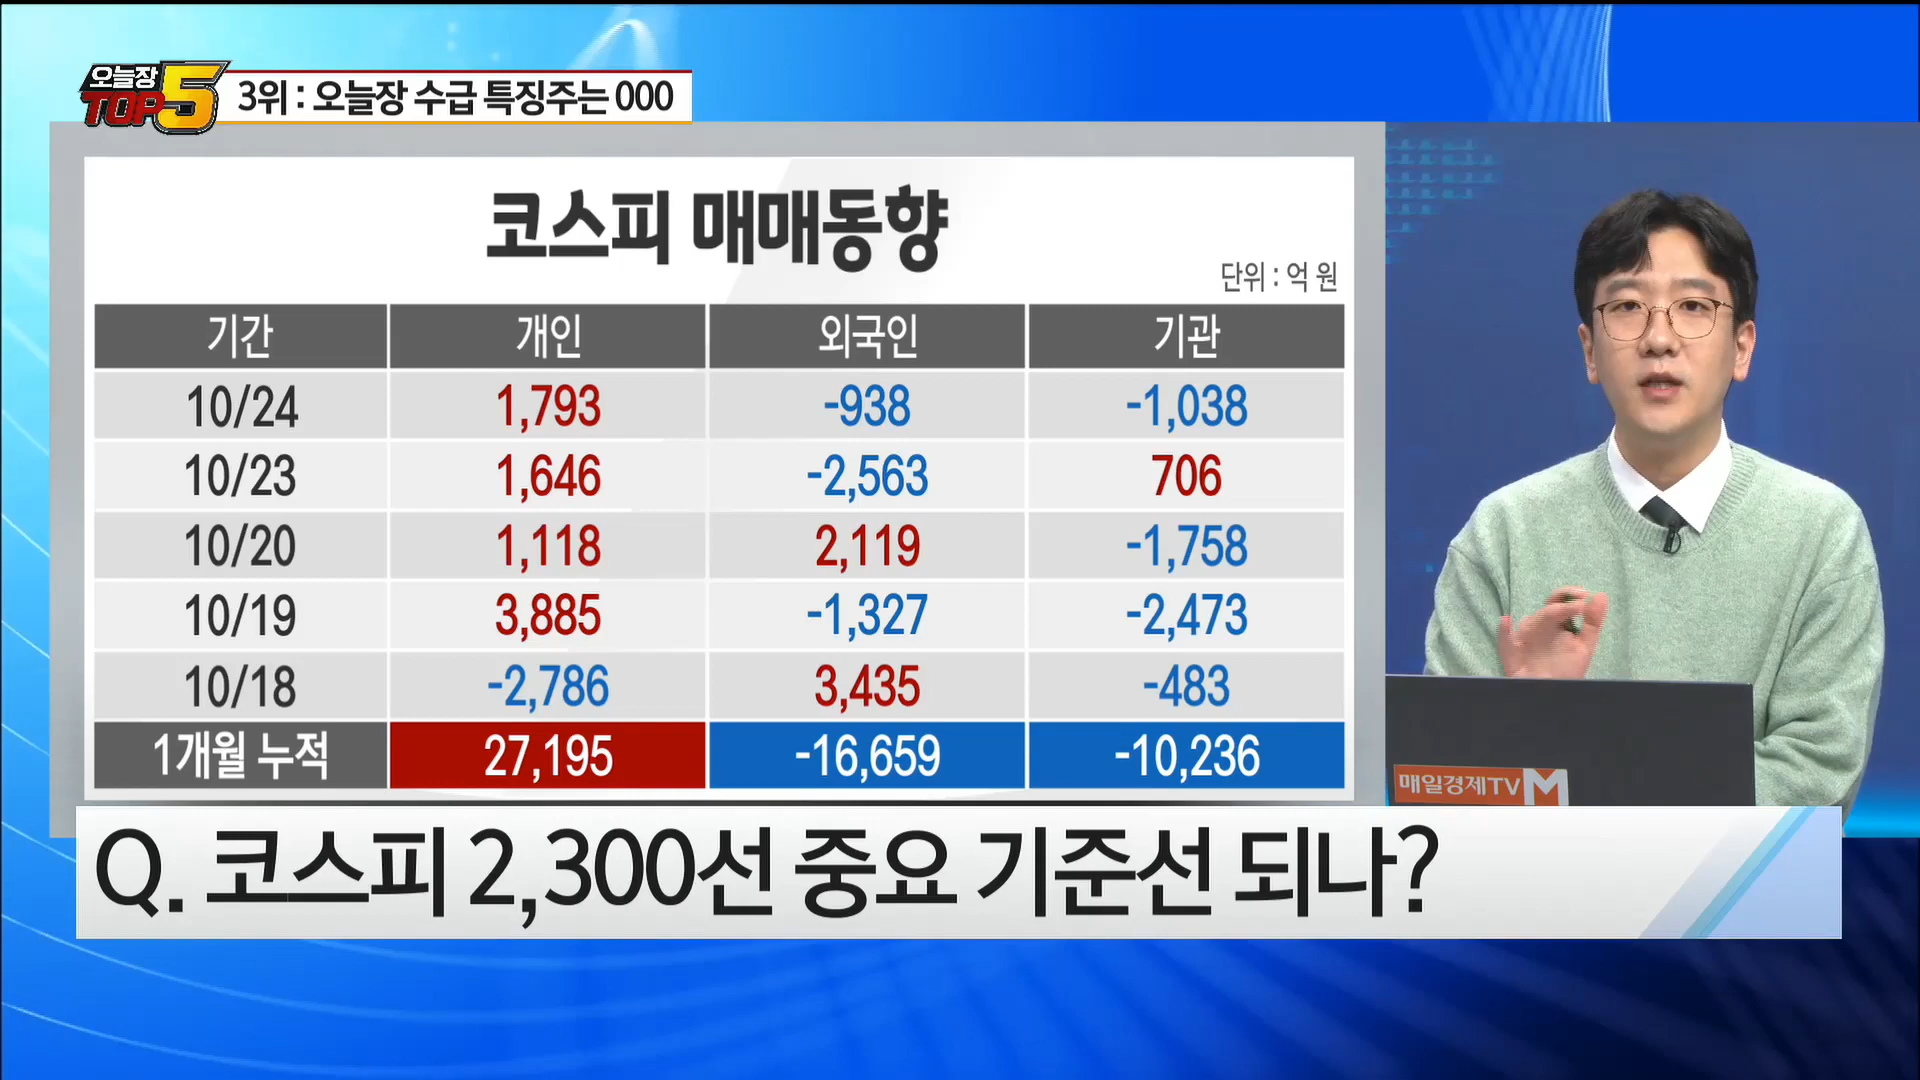 오늘장
TOP5
3위 : 오늘장 수급 특징주는 000
코스피 매매동향
단위 : 억 원
기간 개인 외국인 기관
10/24 1,793 -938 -1,038
10/23 1,646 -2,563 706
10/20 1,118 2,119 -1,758
10/19 3,885 -1,327 -2,473
10/18 -2,786 3,435 -483
1개월 누적 27,195 -16,659 -10,236
매일경제TV M
Q. 코스피 2,300선 중요 기준선 되나?